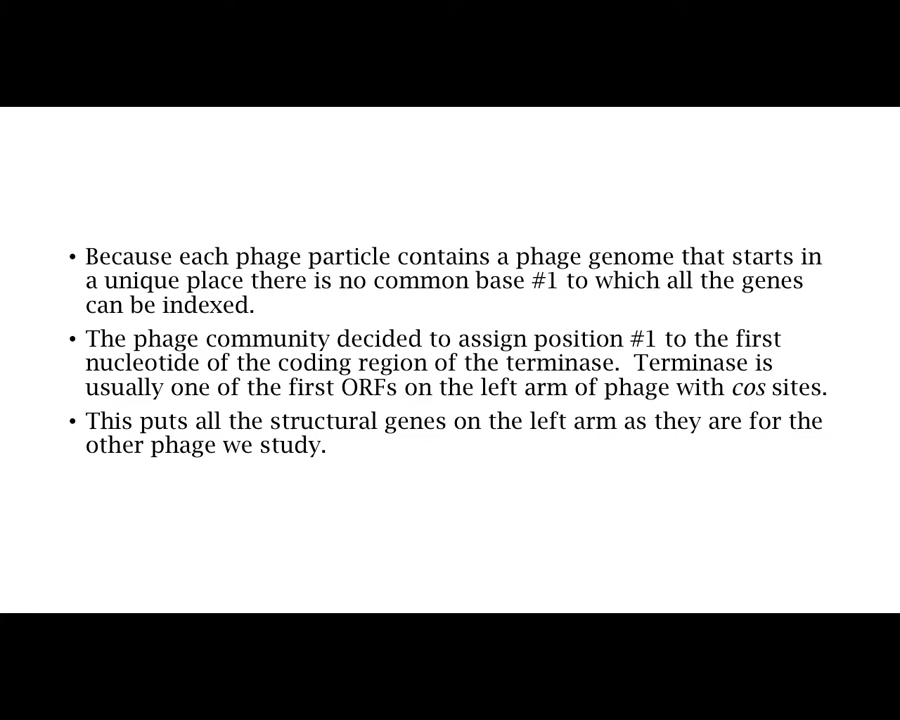 • Because each phage particle contains a phage genome that starts in
a unique place there is no common base #1 to which all the genes
can be indexed.
• The phage community decided to assign position #1 to the first
nucleotide of the coding region of the terminase.  Terminase is
usually one of the first ORFs on the left arm of phage with cos sites.
• This puts all the structural genes on the left arm as they are for the
other phage we study.